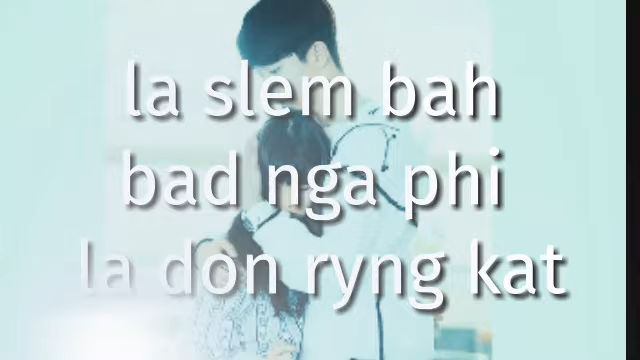 la slem bah
bad nga phi
la don ryng kat